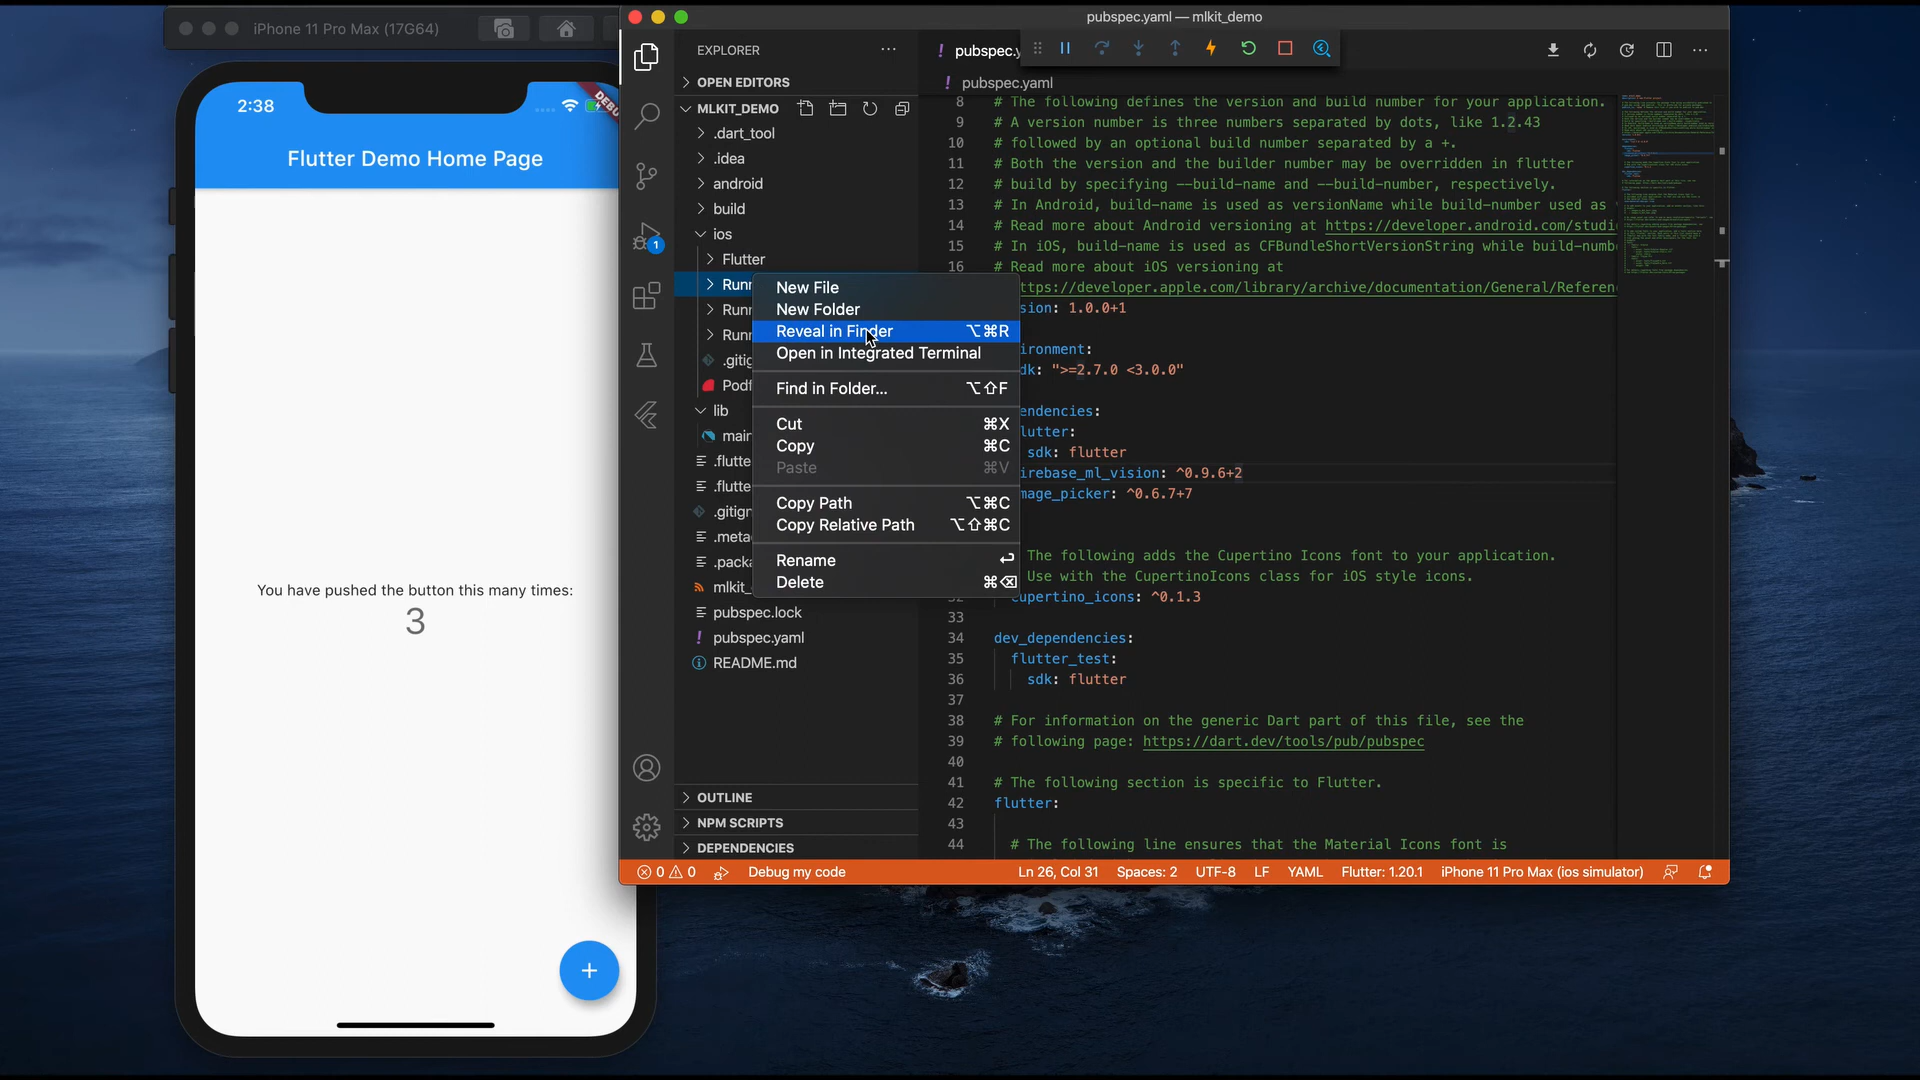 iPhone 11 Pro Max (17G64)
2:38
Flutter Demo Home Page
You have pushed the button this many times:
3
+
pubspec.yaml — mlkit_demo
EXPLORER
OPEN EDITORS
MLKIT_DEMO
.dart_tool
.idea
android
build
ios
Flutter
Runn
Runn
Runn
.gitig
Podf
lib
main
.flutte
.flutte
.gitign
.meta
.packa
mlkit_
pubspec.lock
pubspec.yaml
README.md
OUTLINE
NPM SCRIPTS
DEPENDENCIES
1
New File
New Folder
Reveal in Finder ⌥⌘R
Open in Integrated Terminal
Find in Folder... ⌥⇧F
Cut ⌘X
Copy ⌘C
Paste ⌘V
Copy Path ⌥⌘C
Copy Relative Path ⌥⇧⌘C
Rename ↩
Delete ⌘⌫
! pubspec.y
! pubspec.yaml
8 # The following defines the version and build number for your application.
9 # A version number is three numbers separated by dots, like 1.2.43
10 # followed by an optional build number separated by a +.
11 # Both the version and the builder number may be overridden in flutter
12 # build by specifying --build-name and --build-number, respectively.
13 # In Android, build-name is used as versionName while build-number used as
14 # Read more about Android versioning at https://developer.android.com/studi
15 # In iOS, build-name is used as CFBundleShortVersionString while build-numb
16 # Read more about iOS versioning at
ttps://developer.apple.com/library/archive/documentation/General/Referen
sion: 1.0.0+1
ironment:
dk: ">=2.7.0 <3.0.0"
endencies:
lutter:
sdk: flutter
irebase_ml_vision: ^0.9.6+2
mage_picker: ^0.6.7+7
The following adds the Cupertino Icons font to your application.
Use with the CupertinoIcons class for iOS style icons.
cupertino_icons: ^0.1.3
33
34 dev_dependencies:
35 flutter_test:
36 sdk: flutter
37
38 # For information on the generic Dart part of this file, see the
39 # following page: https://dart.dev/tools/pub/pubspec
40
41 # The following section is specific to Flutter.
42 flutter:
43
44 # The following line ensures that the Material Icons font is
0 0 Debug my code
Ln 26, Col 31 Spaces: 2 UTF-8 LF YAML Flutter: 1.20.1 iPhone 11 Pro Max (ios simulator)